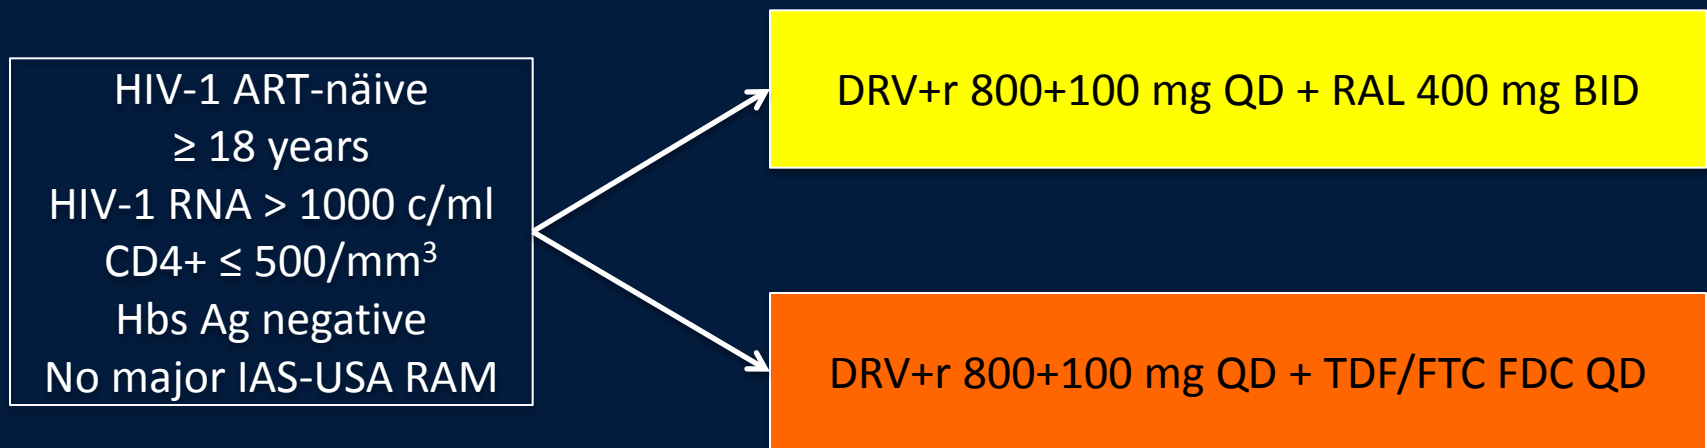 HIV-1 ART-näive
≥ 18 years
HIV-1 RNA > 1000 c/ml
CD4+ ≤ 500/mm³
Hbs Ag negative
No major IAS-USA RAM
DRV+r 800+100 mg QD + RAL 400 mg BID
DRV+r 800+100 mg QD + TDF/FTC FDC QD